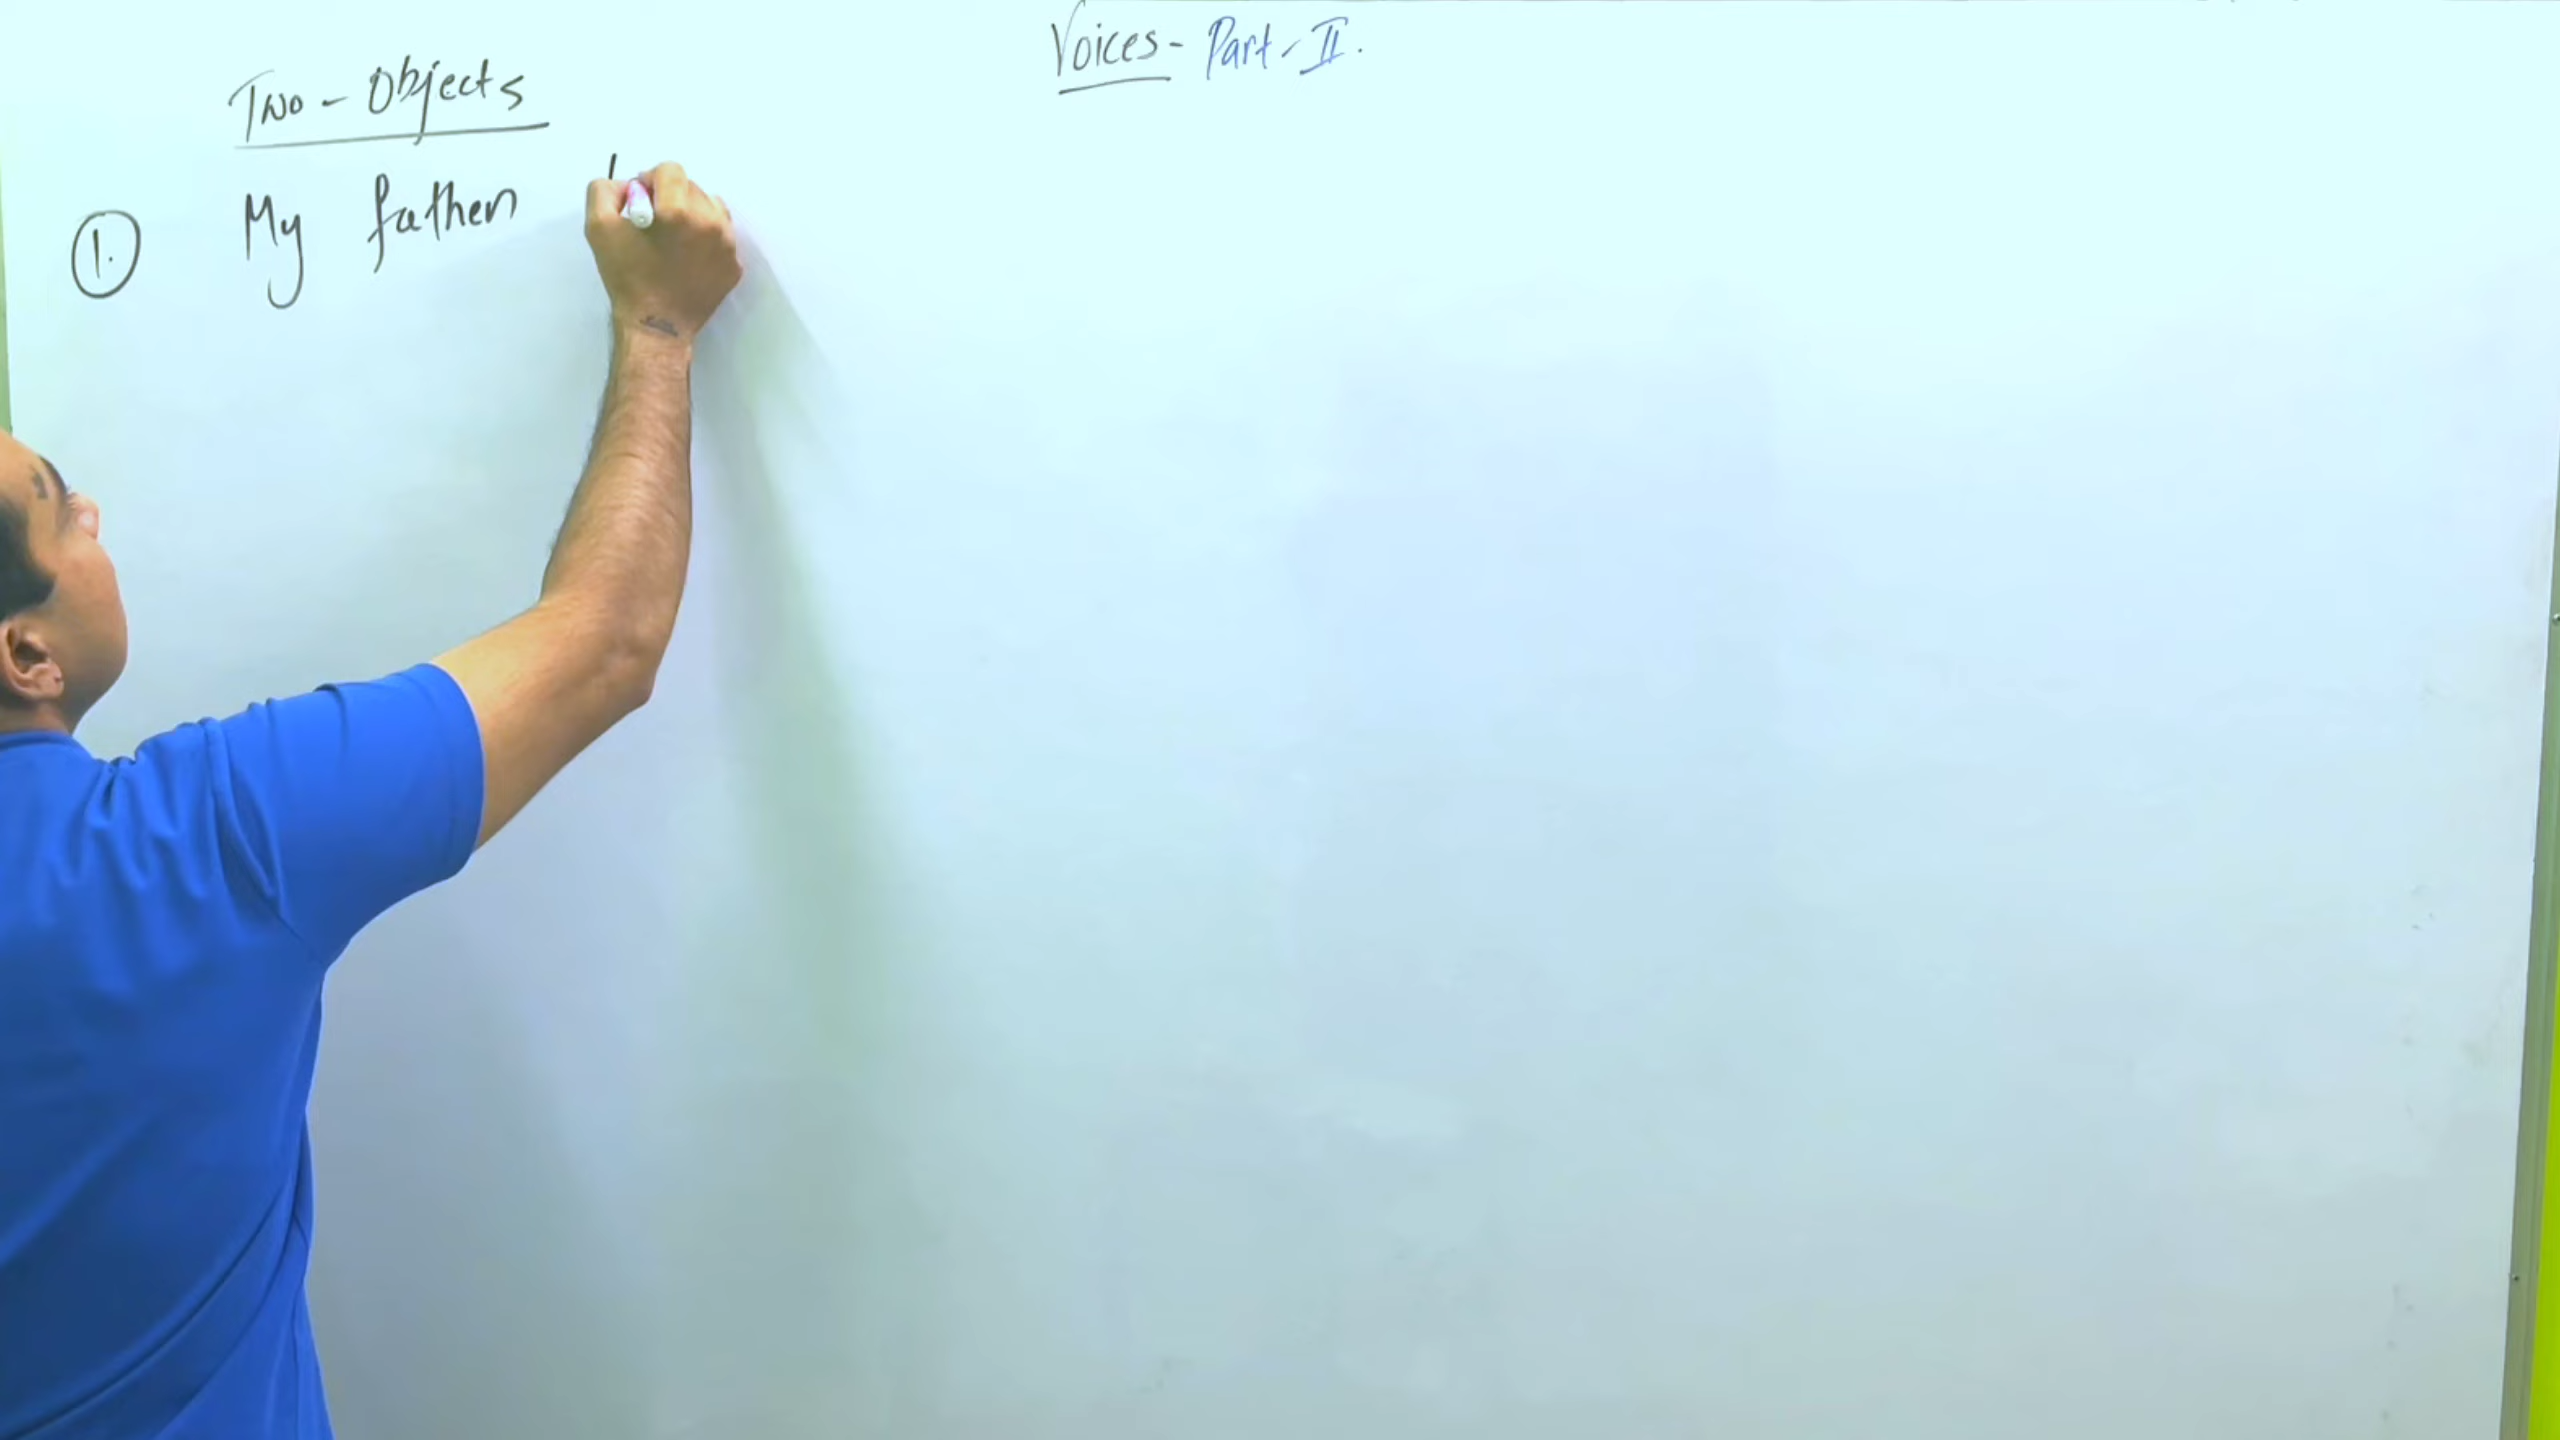 Voices - Part - II.
Two - Objects
1. My father